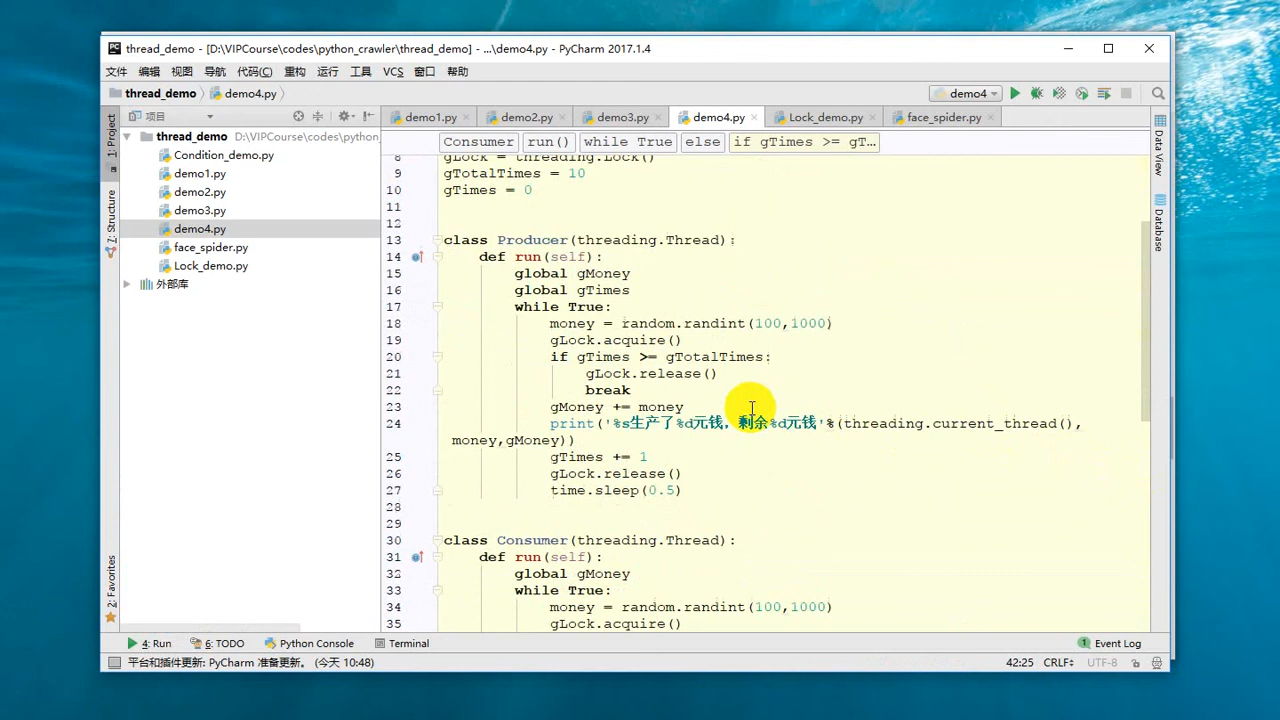 thread_demo - [D:\VIPCourse\codes\python_crawler\thread_demo] - ...\demo4.py - PyCharm 2017.1.4
文件 编辑 视图 导航 代码(C) 重构 运行 工具 VCS 窗口 帮助
thread_demo demo4.py demo4
项目 demo1.py demo2.py demo3.py demo4.py Lock_demo.py face_spider.py
thread_demo D:\VIPCourse\codes\python_
Condition_demo.py
demo1.py
demo2.py
demo3.py
demo4.py
face_spider.py
Lock_demo.py
外部库
1: Project
7: Structure
2: Favorites
Data View
Database
Consumer run() while True else if gTimes >= gT...
8 gLock = threading.Lock()
9 gTotalTimes = 10
10 gTimes = 0
11
12
13 class Producer(threading.Thread):
14 def run(self):
15 global gMoney
16 global gTimes
17 while True:
18 money = random.randint(100,1000)
19 gLock.acquire()
20 if gTimes >= gTotalTimes:
21 gLock.release()
22 break
23 gMoney += money
24 print('%s生产了%d元钱，剩余%d元钱'%(threading.current_thread(),
money,gMoney))
25 gTimes += 1
26 gLock.release()
27 time.sleep(0.5)
28
29
30 class Consumer(threading.Thread):
31 def run(self):
32 global gMoney
33 while True:
34 money = random.randint(100,1000)
35 gLock.acquire()
4: Run 6: TODO Python Console Terminal 1 Event Log
平台和插件更新: PyCharm 准备更新。 (今天 10:48) 42:25 CRLF UTF-8